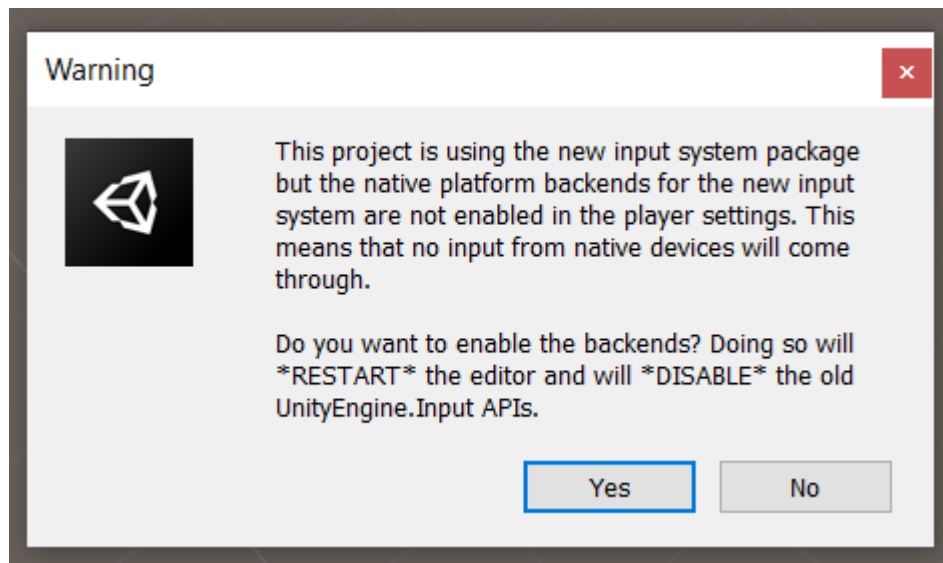 Warning
This project is using the new input system package
but the native platform backends for the new input
system are not enabled in the player settings. This
means that no input from native devices will come
through.
Do you want to enable the backends? Doing so will
*RESTART* the editor and will *DISABLE* the old
UnityEngine.Input APIs.
Yes
No